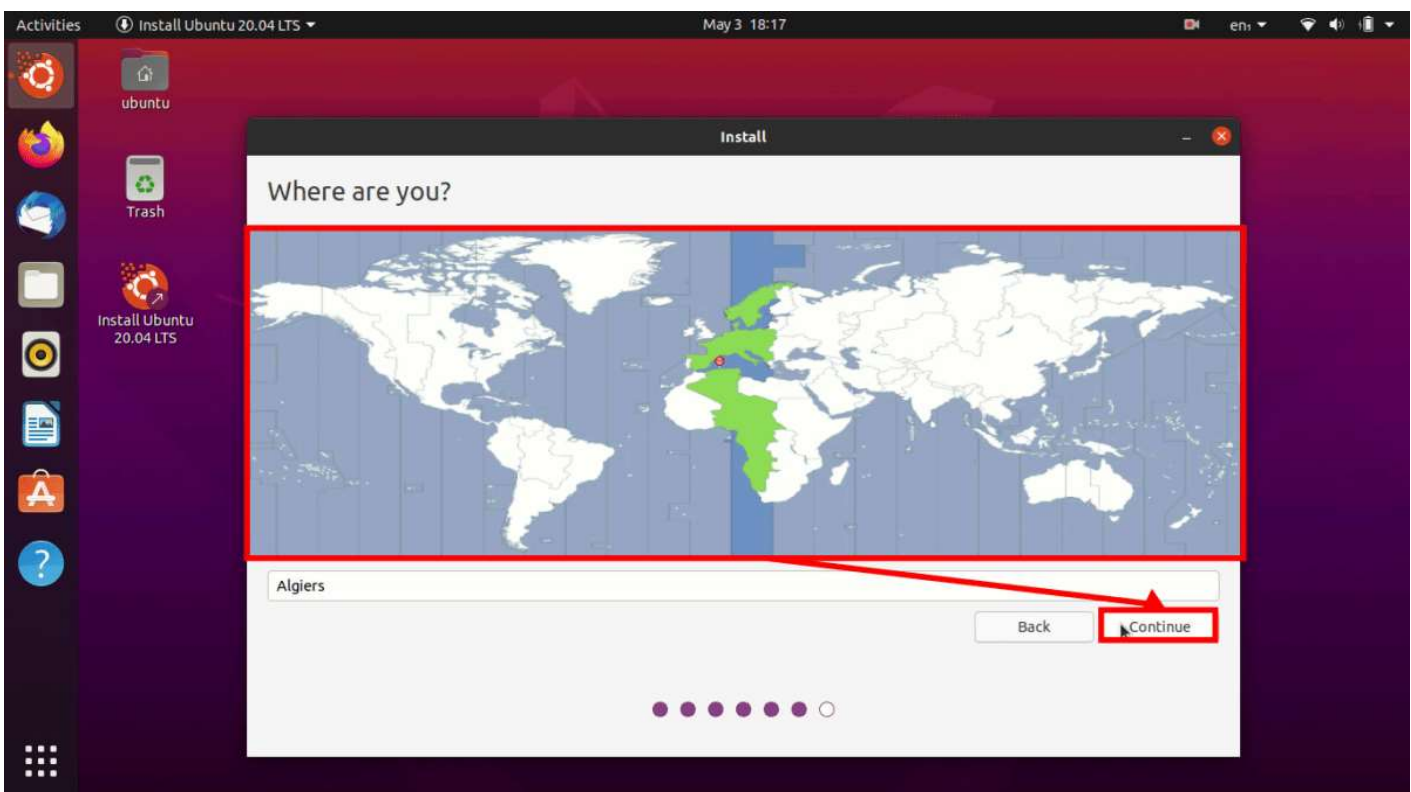 Activities
Install Ubuntu 20.04 LTS
May 3 18:17
en₁
ubuntu
Trash
Install Ubuntu
20.04 LTS
Install
Where are you?
Algiers
Back
Continue